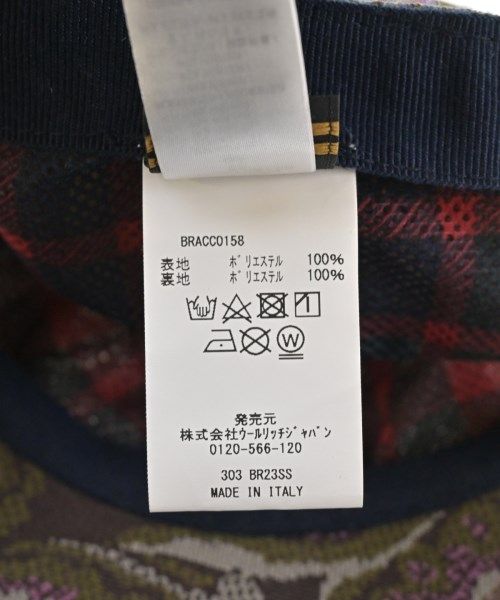 BRACC0158
表地 ポリエステル 100%
裏地 ポリエステル 100%
W
発売元
株式会社ウールリッチジャパン
0120-566-120
303 BR23SS
MADE IN ITALY